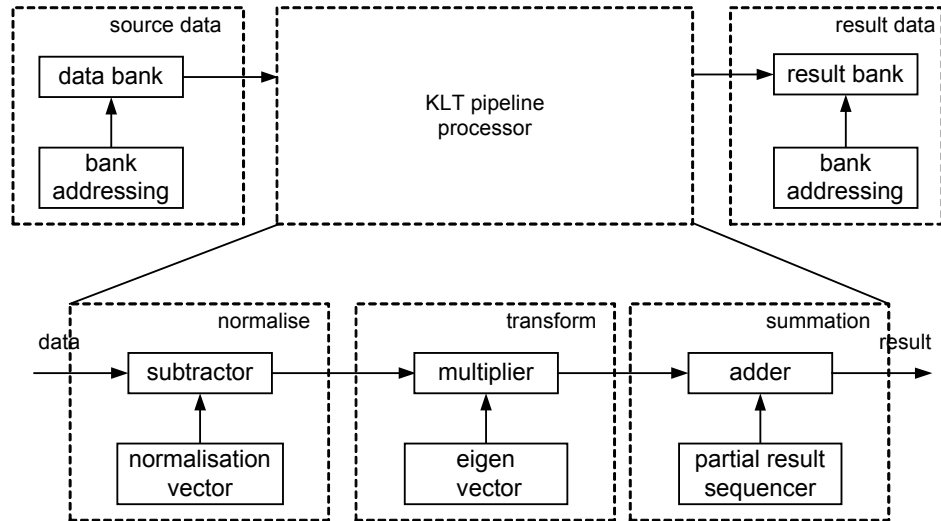 source data
data bank
bank
addressing
KLT pipeline
processor
result data
result bank
bank
addressing
normalise
data
subtractor
normalisation
vector
transform
multiplier
eigen
vector
summation
result
adder
partial result
sequencer